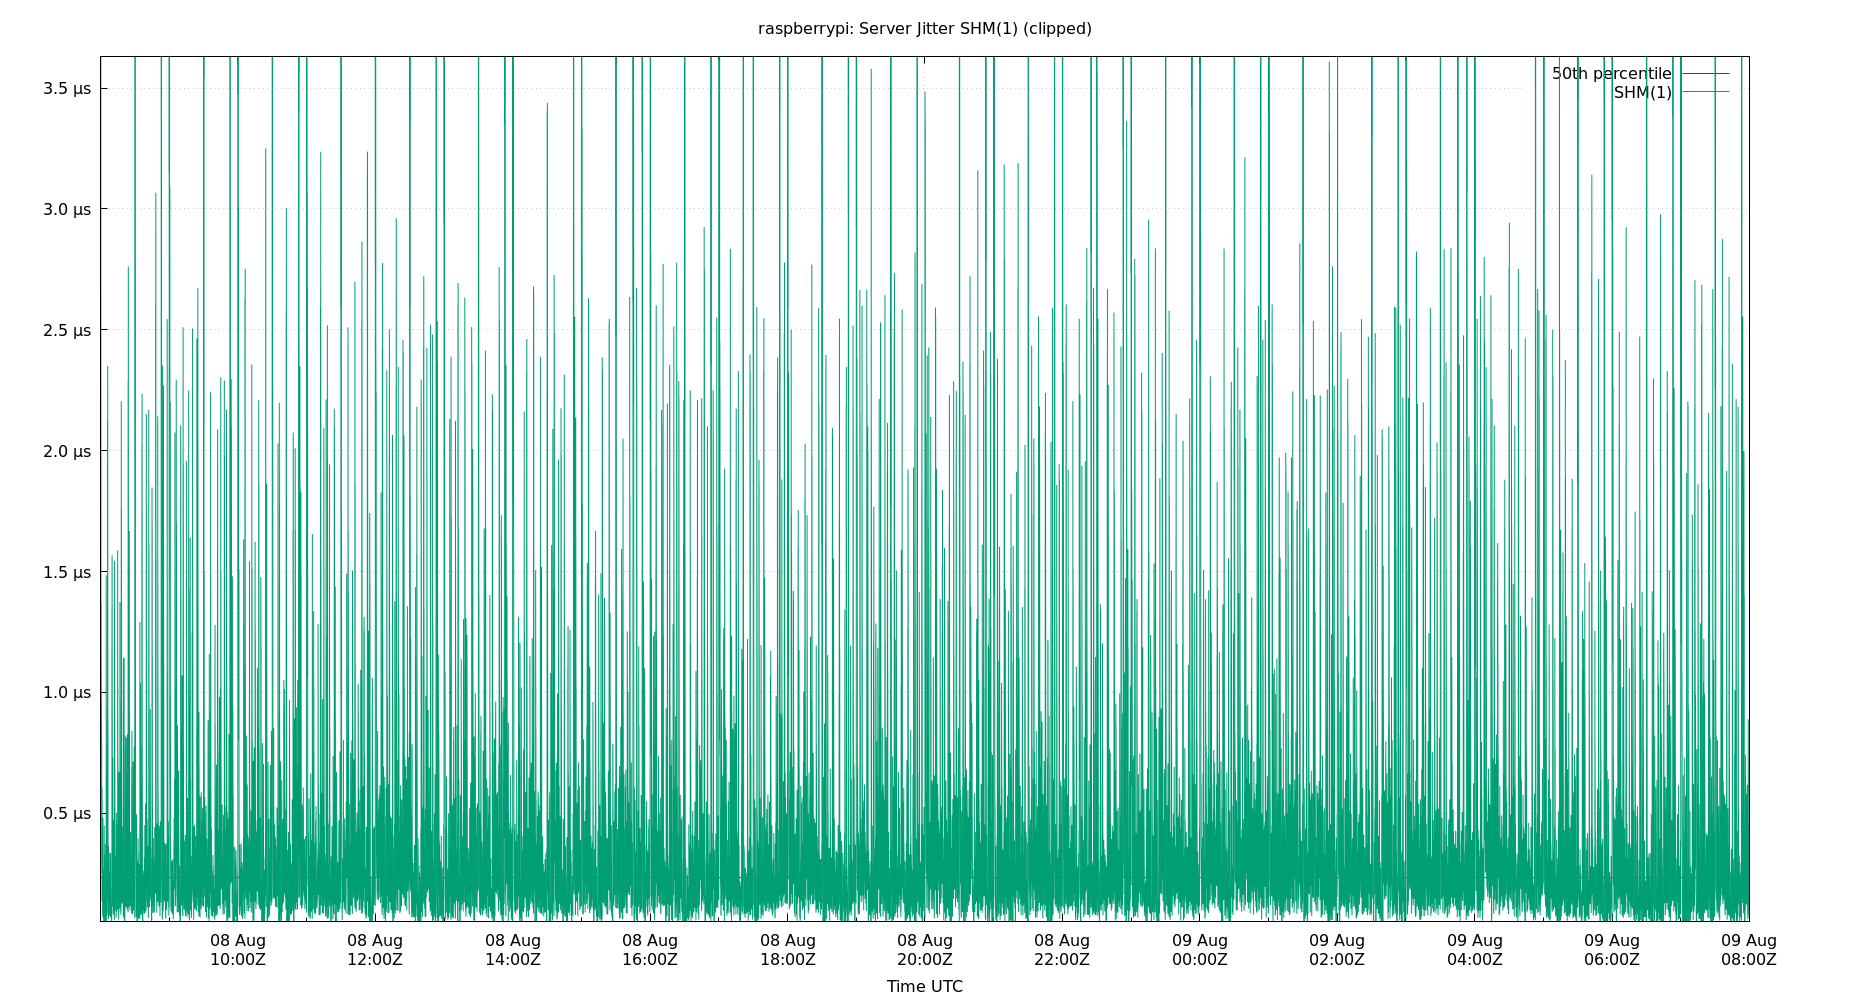 raspberrypi: Server Jitter SHM(1) (clipped)
50th percentile
SHM(1)
3.5 µs
3.0 µs
2.5 µs
2.0 µs
1.5 µs
1.0 µs
0.5 µs
08 Aug 08 Aug 08 Aug 08 Aug 08 Aug 08 Aug 08 Aug 09 Aug 09 Aug 09 Aug 09 Aug 09 Aug
10:00Z 12:00Z 14:00Z 16:00Z 18:00Z 20:00Z 22:00Z 00:00Z 02:00Z 04:00Z 06:00Z 08:00Z
Time UTC